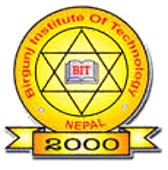 Birgunj Institute Of Technology
BIT
NEPAL
2000